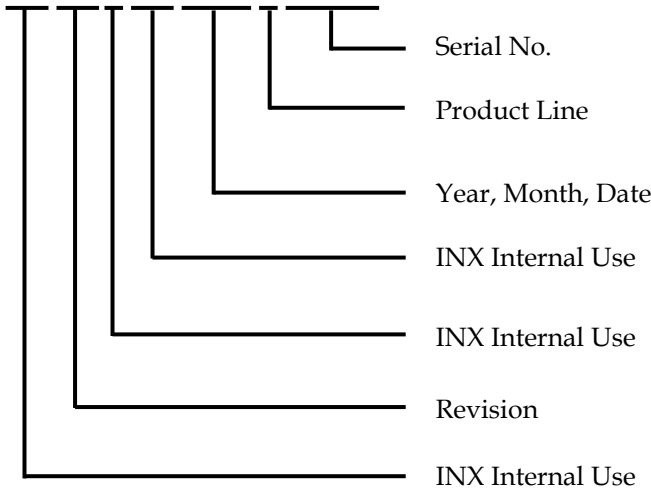 Serial No.
Product Line
Year, Month, Date
INX Internal Use
INX Internal Use
Revision
INX Internal Use